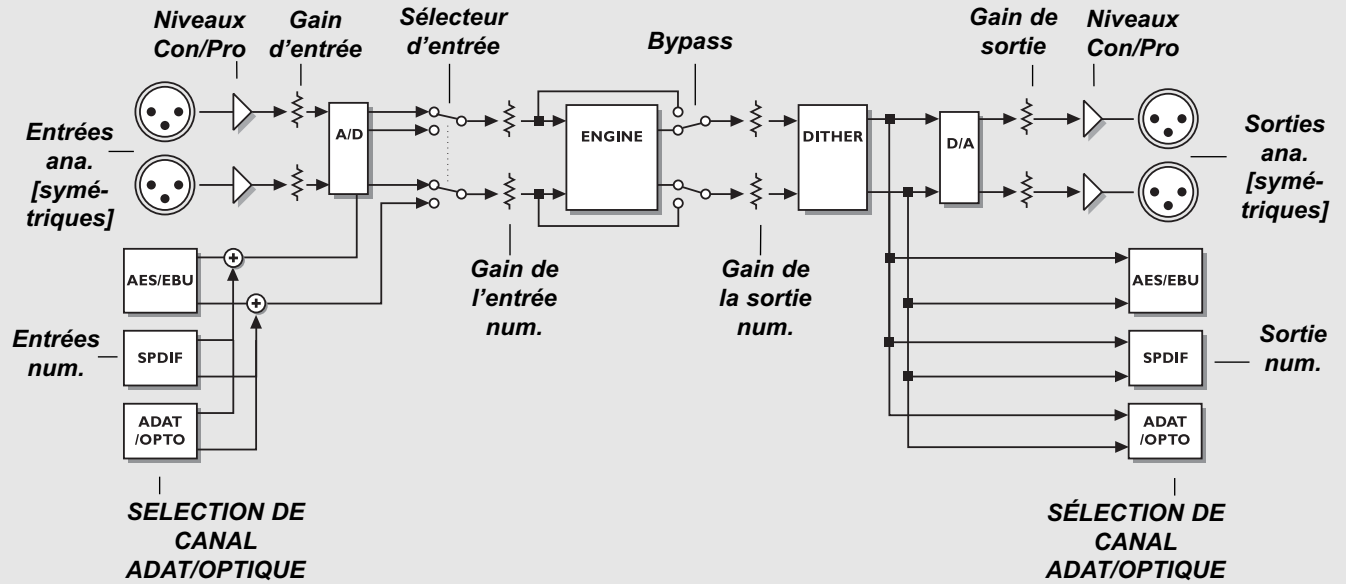 Niveaux
Con/Pro
Gain
d'entrée
Sélecteur
d'entrée
Bypass
Gain de
sortie
Niveaux
Con/Pro
Entrées
ana.
[symé-
triques]
A/D
ENGINE
DITHER
D/A
Sorties
ana.
[symé-
triques]
Gain de
l'entrée
num.
Gain de
la sortie
num.
Entrées
num.
AES/EBU
SPDIF
ADAT
/OPTO
AES/EBU
SPDIF
ADAT
/OPTO
Sortie
num.
SELECTION DE
CANAL
ADAT/OPTIQUE
SÉLECTION DE
CANAL
ADAT/OPTIQUE